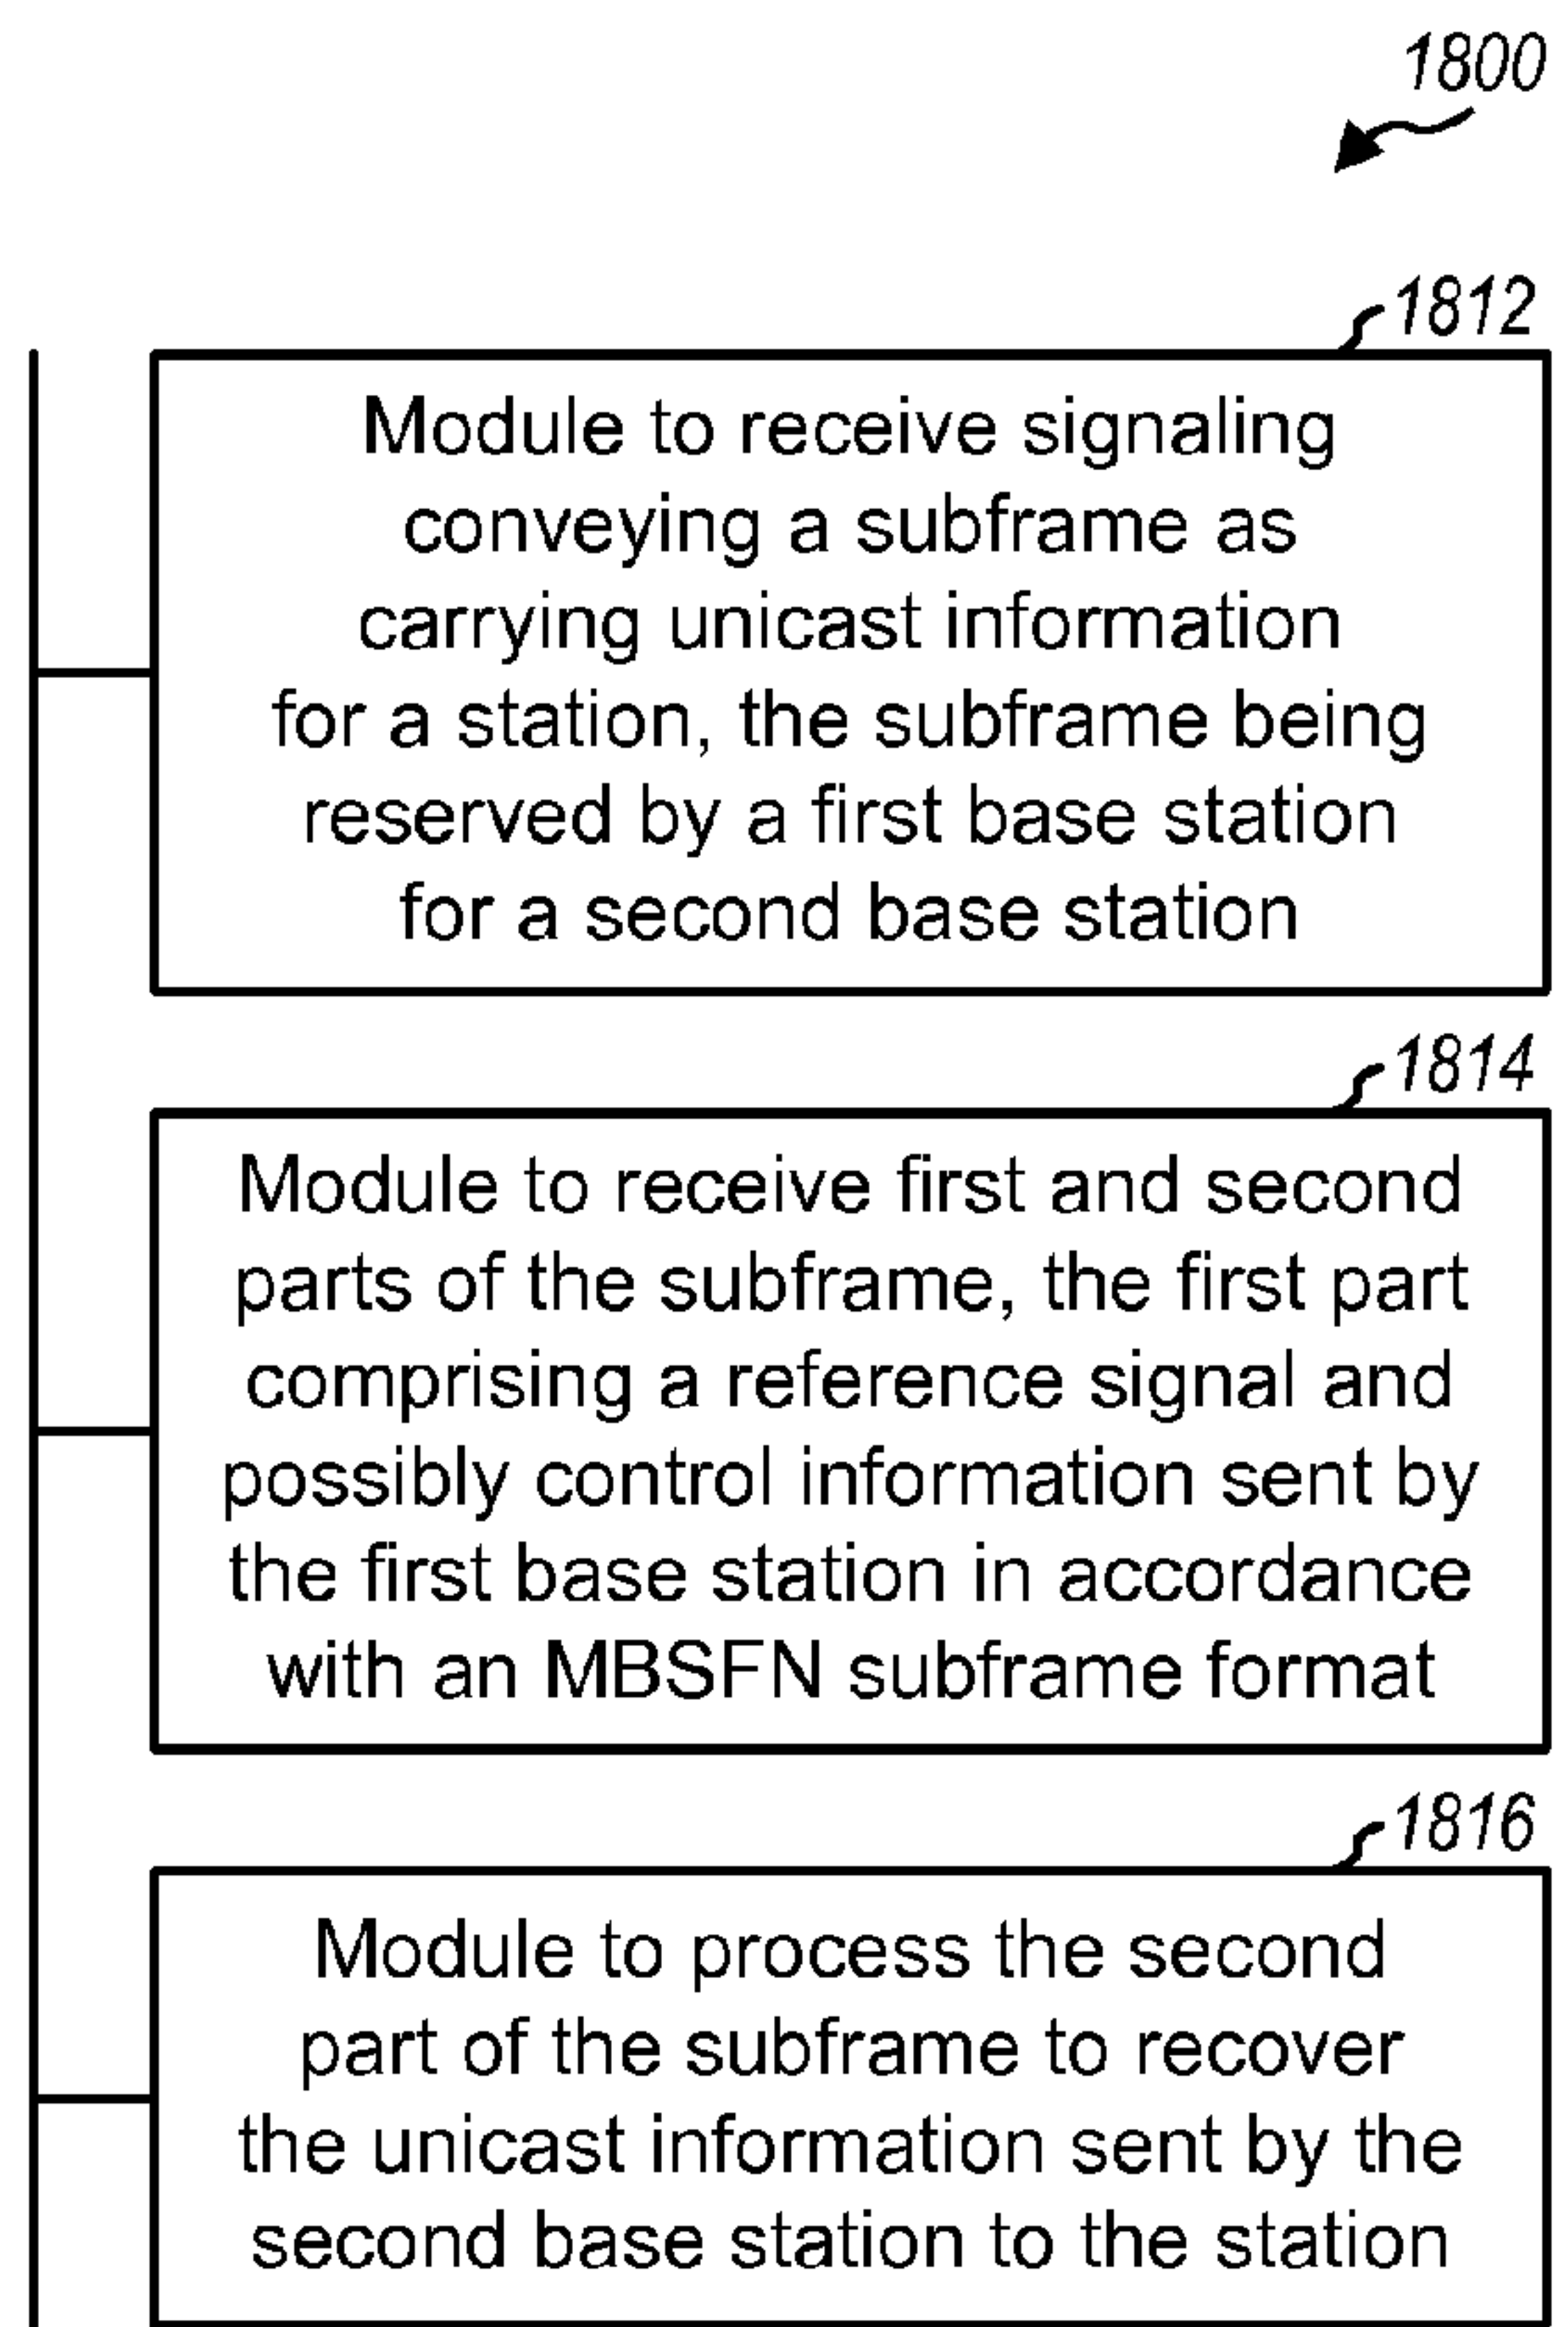 1800
1812
Module to receive signaling
conveying a subframe as
carrying unicast information
for a station, the subframe being
reserved by a first base station
for a second base station
1814
Module to receive first and second
parts of the subframe, the first part
comprising a reference signal and
possibly control information sent by
the first base station in accordance
with an MBSFN subframe format
1816
Module to process the second
part of the subframe to recover
the unicast information sent by the
second base station to the station